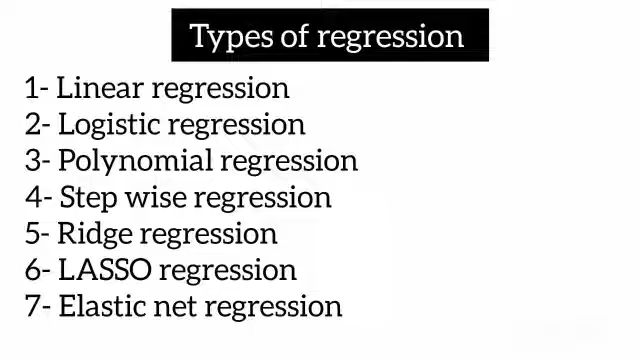 Types of regression
1- Linear regression
2- Logistic regression
3- Polynomial regression
4- Step wise regression
5- Ridge regression
6- LASSO regression
7- Elastic net regression